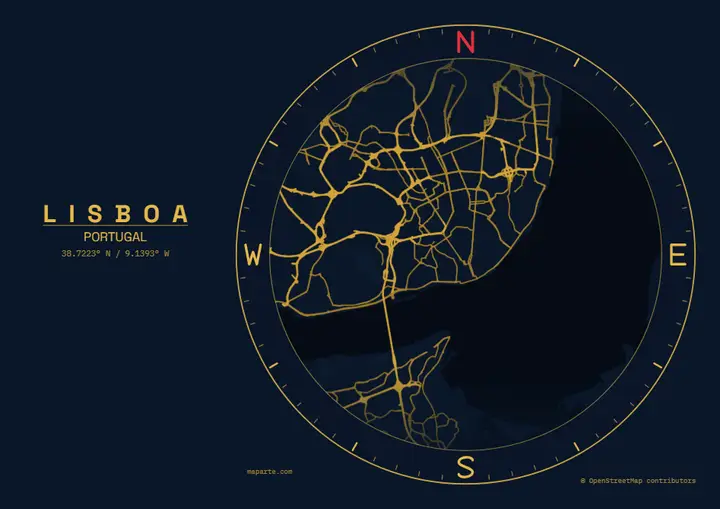 LISBOA
PORTUGAL
38.7223° N / 9.1393° W
N
W
E
S
maparte.com
© OpenStreetMap contributors